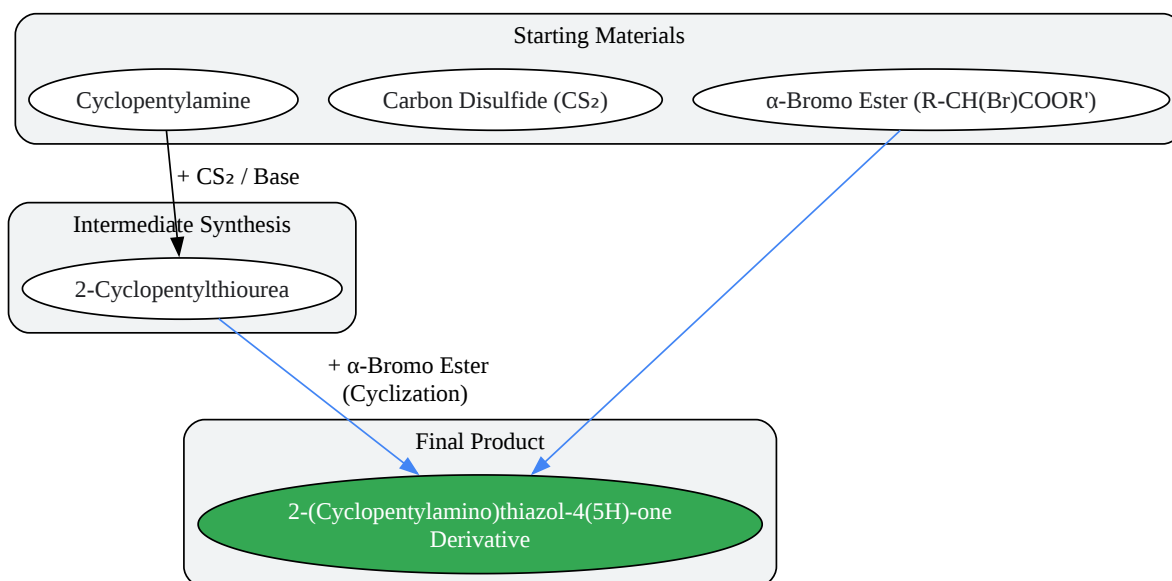 Starting Materials
Cyclopentylamine
Carbon Disulfide (CS₂)
α-Bromo Ester (R-CH(Br)COOR')
+ CS₂ / Base
Intermediate Synthesis
2-Cyclopentylthiourea
+ α-Bromo Ester
(Cyclization)
Final Product
2-(Cyclopentylamino)thiazol-4(5H)-one
Derivative